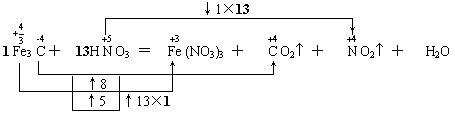 ↓1×13
+4/3 -4 +5 +3 +4 +4
1Fe₃ C + 13HNO₃ = Fe(NO₃)₃ + CO₂↑ + NO₂↑ + H₂O
↑8
↑5 ↑13×1